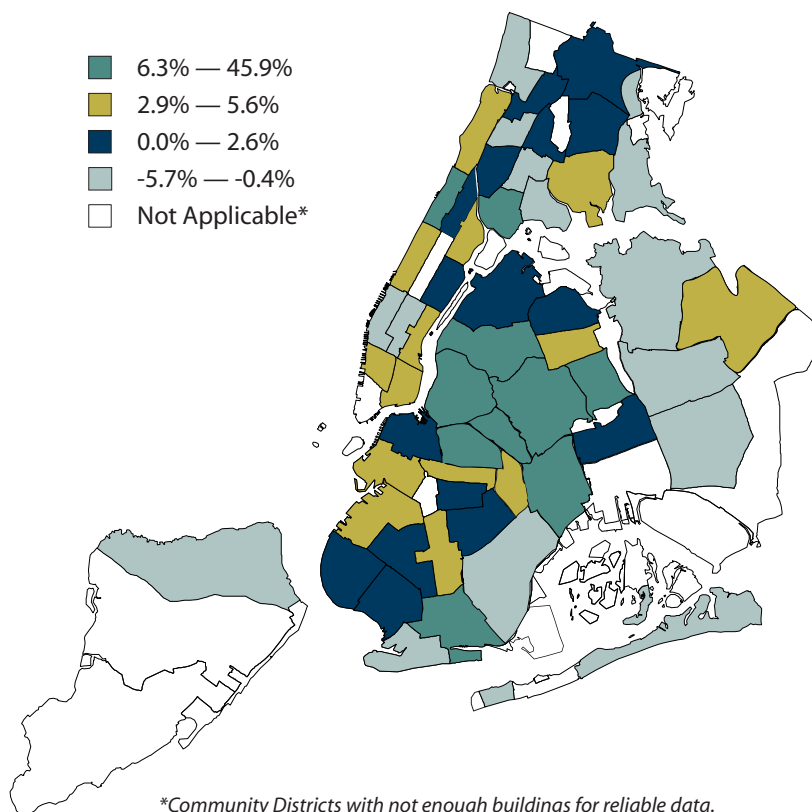 6.3% — 45.9%
2.9% — 5.6%
0.0% — 2.6%
-5.7% — -0.4%
Not Applicable*
*Community Districts with not enough buildings for reliable data.